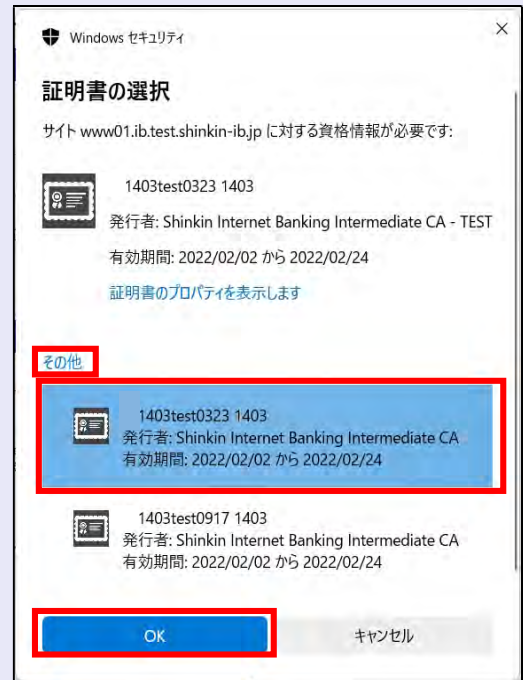 Windows セキュリティ
証明書の選択
サイト www01.ib.test.shinkin-ib.jp に対する資格情報が必要です:
1403test0323 1403
発行者: Shinkin Internet Banking Intermediate CA - TEST
有効期間: 2022/02/02 から 2022/02/24
証明書のプロパティを表示します
その他
1403test0323 1403
発行者: Shinkin Internet Banking Intermediate CA
有効期間: 2022/02/02 から 2022/02/24
1403test0917 1403
発行者: Shinkin Internet Banking Intermediate CA
有効期間: 2022/02/02 から 2022/02/24
OK キャンセル